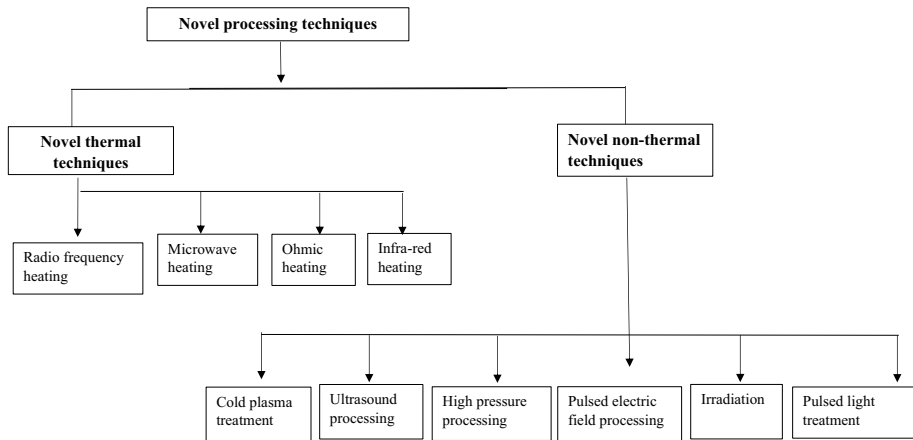 Novel processing techniques
Novel thermal
techniques
Novel non-thermal
techniques
Radio frequency
heating
Microwave
heating
Ohmic
heating
Infra-red
heating
Cold plasma
treatment
Ultrasound
processing
High pressure
processing
Pulsed electric
field processing
Irradiation
Pulsed light
treatment